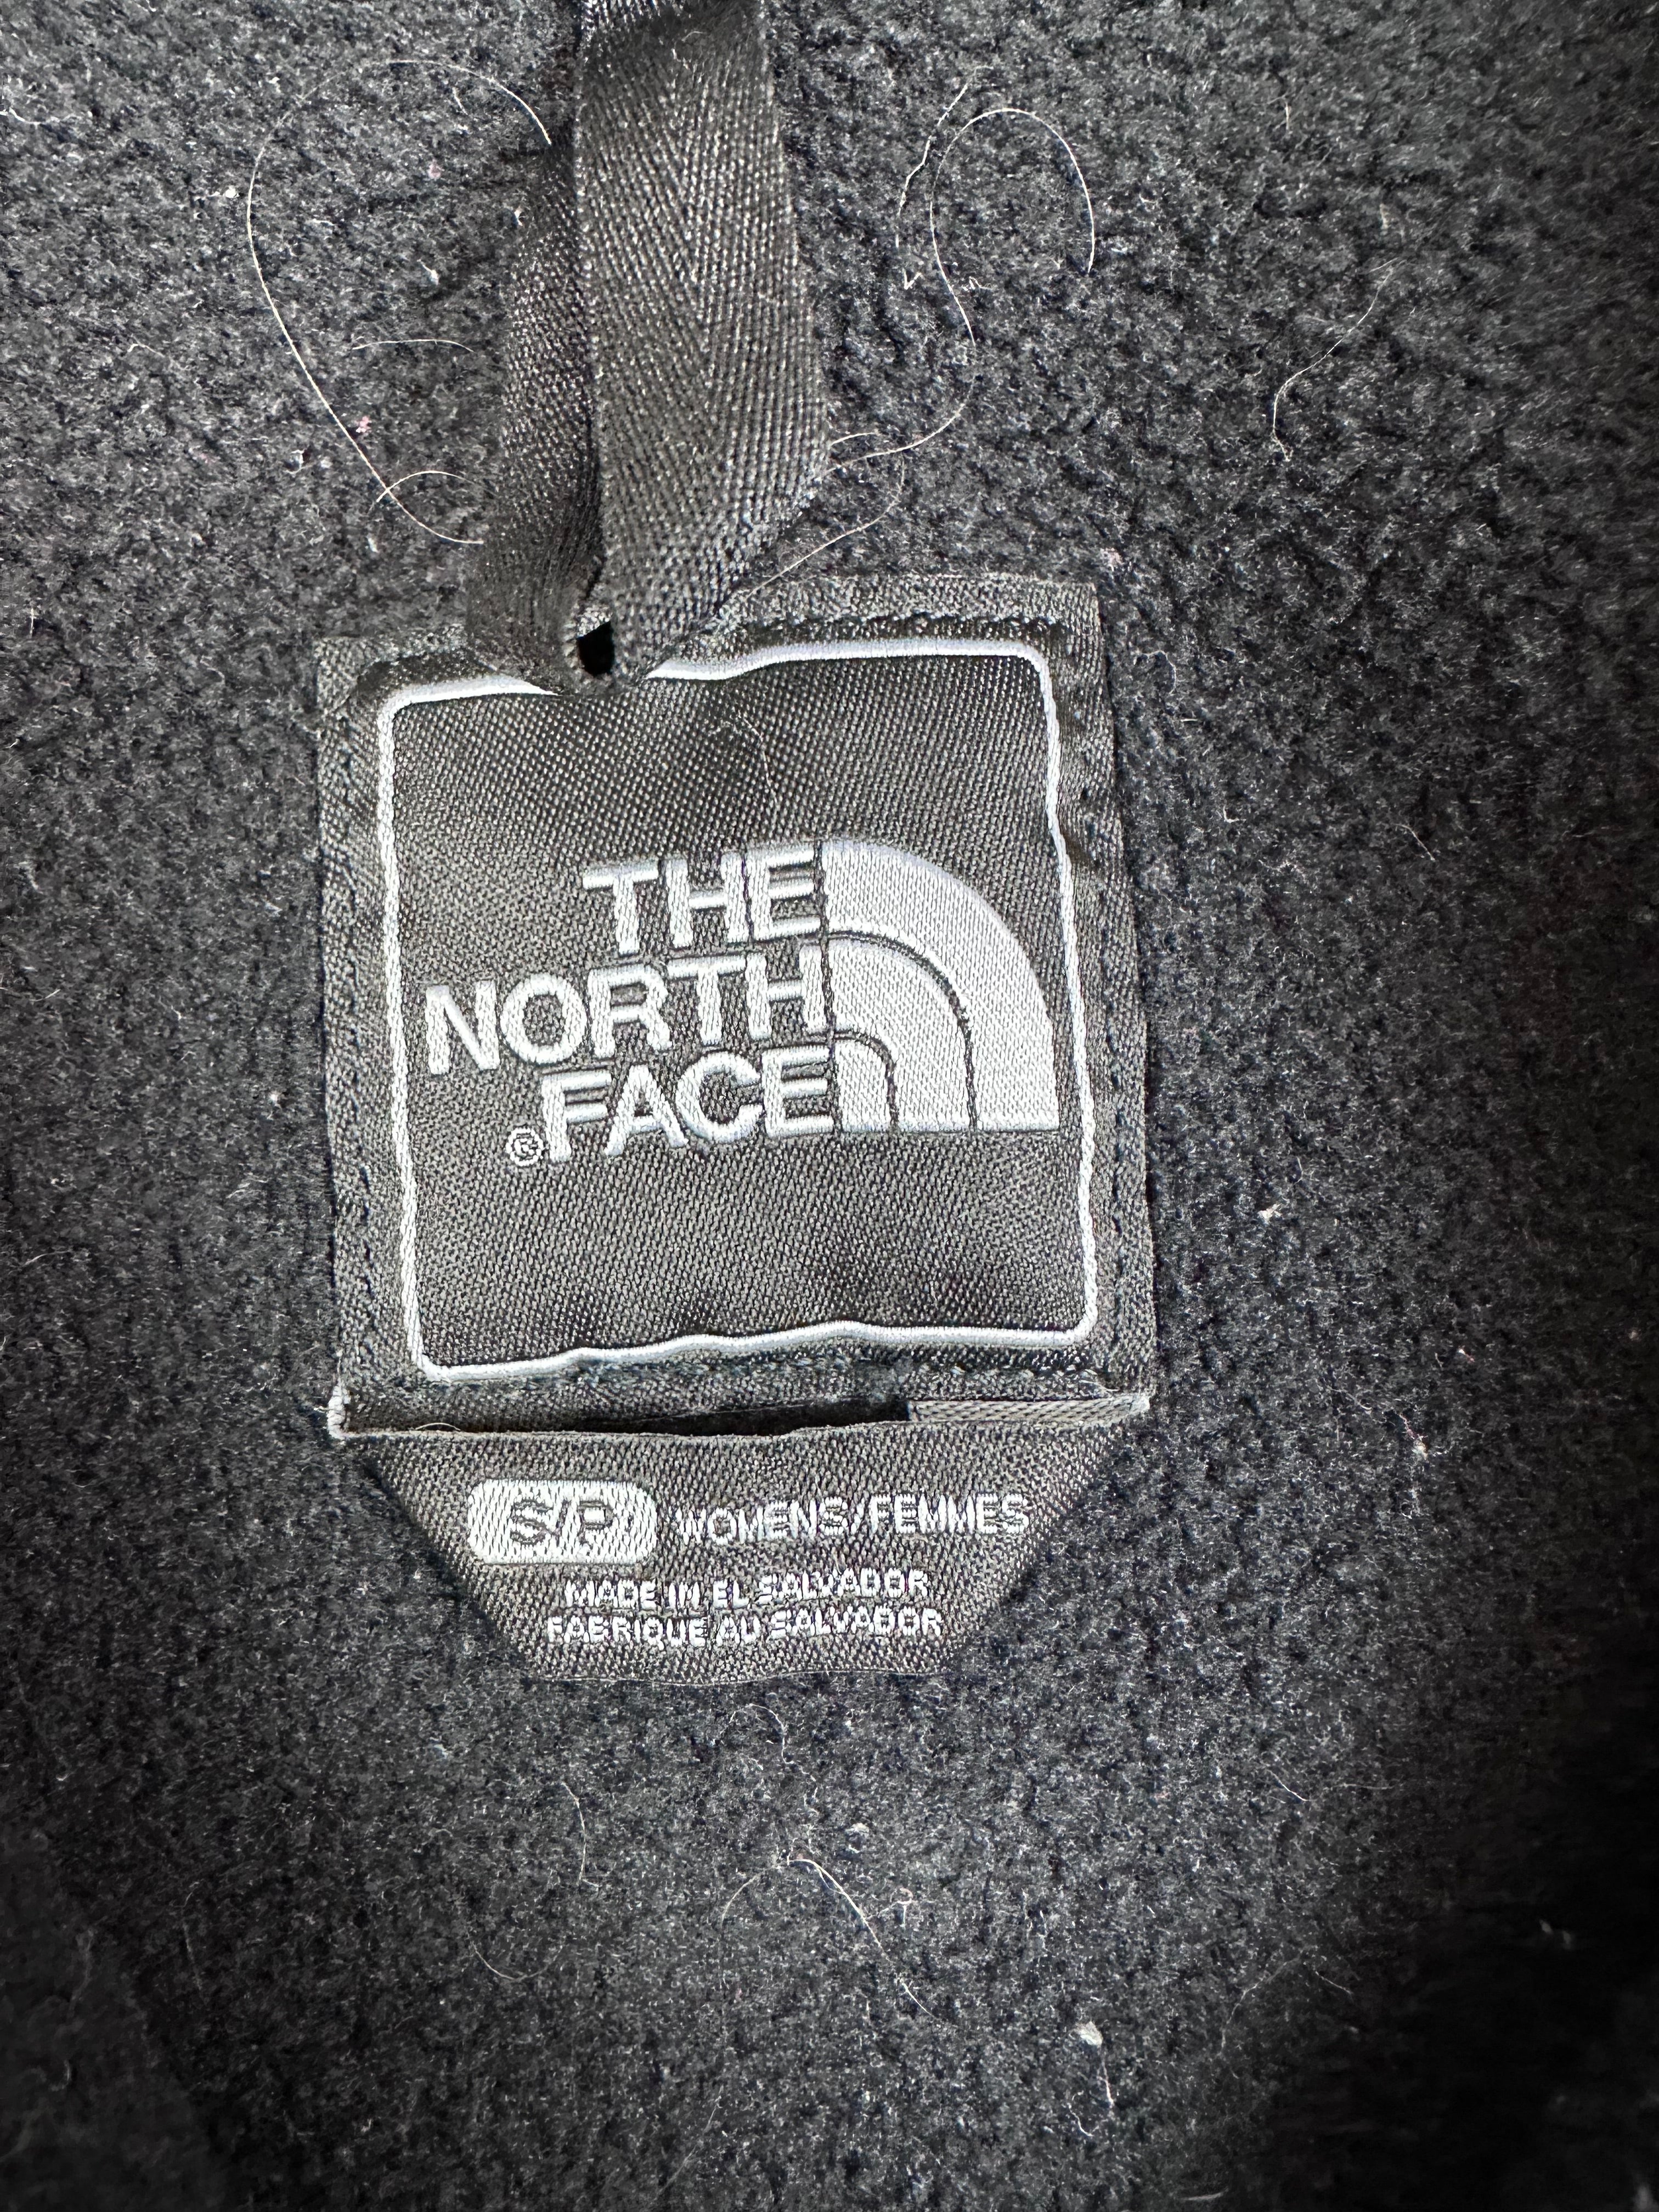 THE
NORTH
®FACE
S/P WOMENS/FEMMES
MADE IN EL SALVADOR
FABRIQUE AU SALVADOR